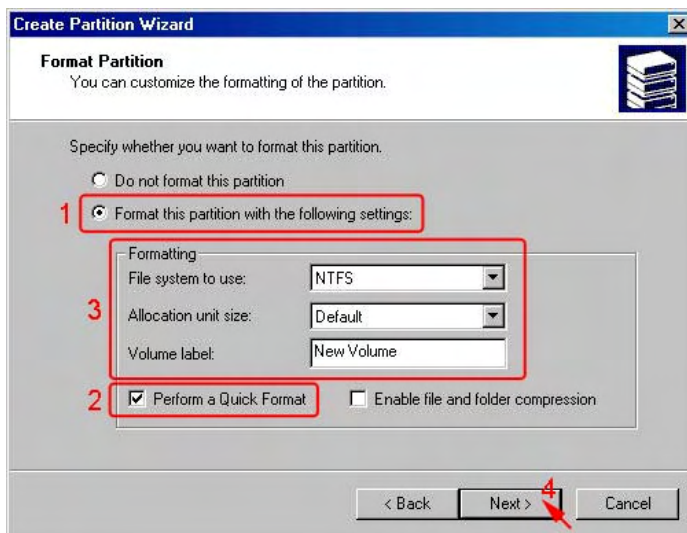 Create Partition Wizard
Format Partition
You can customize the formatting of the partition.
Specify whether you want to format this partition.
Do not format this partition
1 Format this partition with the following settings:
Formatting
File system to use: NTFS
3 Allocation unit size: Default
Volume label: New Volume
2 Perform a Quick Format Enable file and folder compression
< Back Next > 4 Cancel